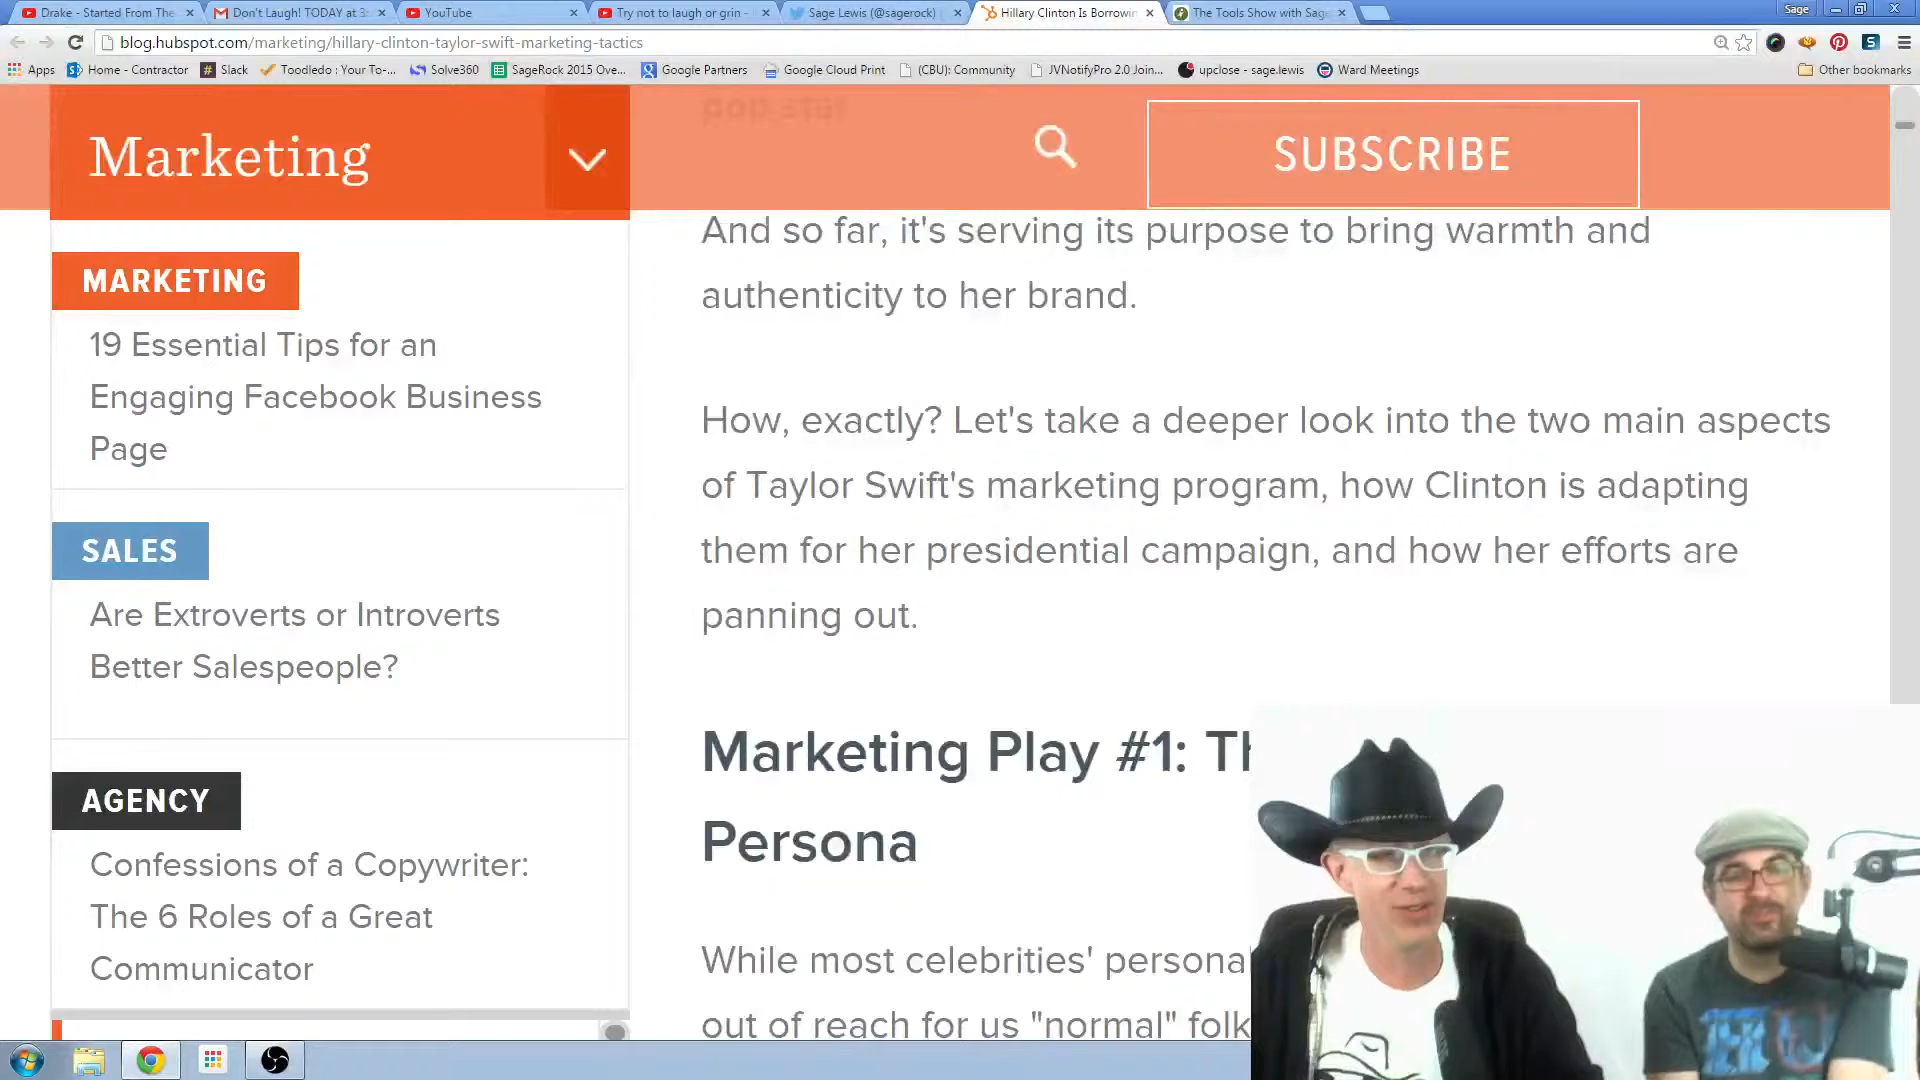 Drake - Started From The
Don't Laugh! TODAY at 3:
YouTube
Try not to laugh or grin -
Sage Lewis (@sagerock)
Hillary Clinton Is Borrowin
The Tools Show with Sage
Sage
blog.hubspot.com/marketing/hillary-clinton-taylor-swift-marketing-tactics
Apps
Home - Contractor
Slack
Toodledo : Your To-...
Solve360
SageRock 2015 Ove...
Google Partners
Google Cloud Print
(CBU): Community
JVNotifyPro 2.0 Join...
upclose - sage.lewis
Ward Meetings
Other bookmarks
Marketing
pop star
SUBSCRIBE
MARKETING
19 Essential Tips for an
Engaging Facebook Business
Page
SALES
Are Extroverts or Introverts
Better Salespeople?
AGENCY
Confessions of a Copywriter:
The 6 Roles of a Great
Communicator
And so far, it's serving its purpose to bring warmth and
authenticity to her brand.
How, exactly? Let's take a deeper look into the two main aspects
of Taylor Swift's marketing program, how Clinton is adapting
them for her presidential campaign, and how her efforts are
panning out.
Marketing Play #1:
Persona
While most celebrities' persona
out of reach for us "normal" folk